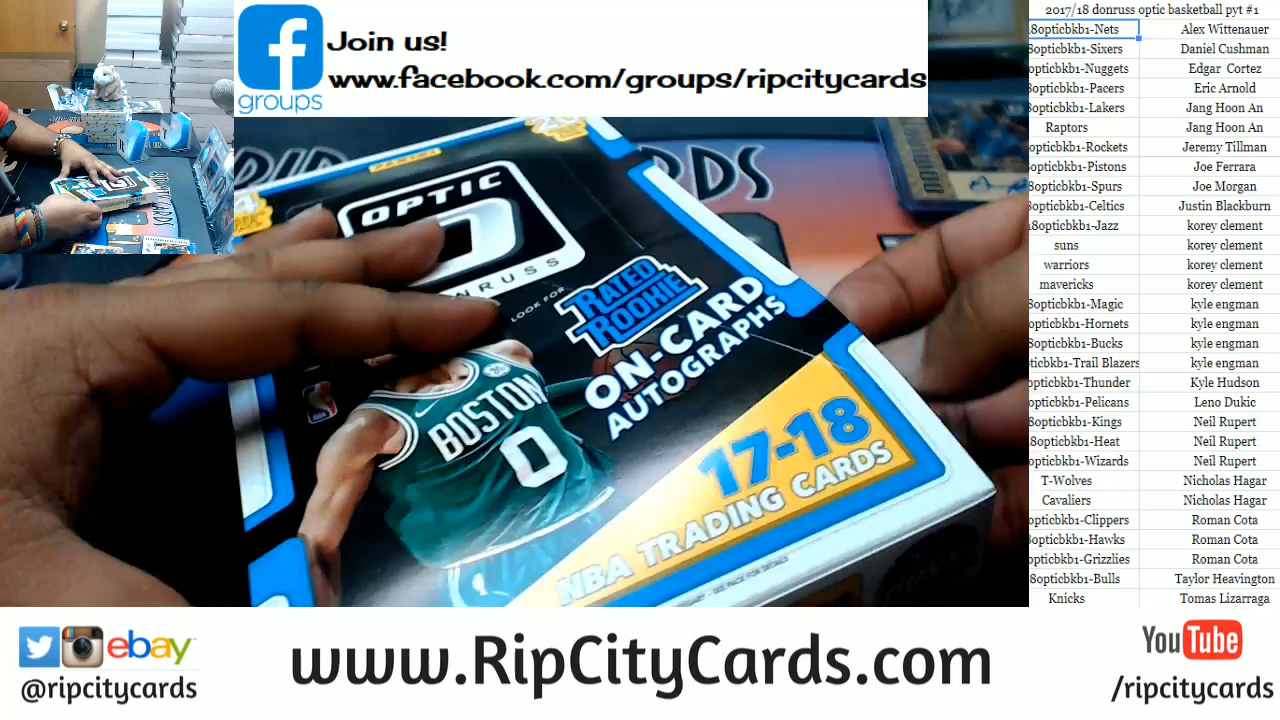 Join us!
www.facebook.com/groups/ripcitycards
groups
2017/18 donruss optic basketball pyt #1
8opticbkb1-Nets Alex Wittenauer
8opticbkb1-Sixers Daniel Cushman
opticbkb1-Nuggets Edgar Cortez
8opticbkb1-Pacers Eric Arnold
8opticbkb1-Lakers Jang Hoon An
Raptors Jang Hoon An
opticbkb1-Rockets Jeremy Tillman
8opticbkb1-Pistons Joe Ferrara
8opticbkb1-Spurs Joe Morgan
8opticbkb1-Celtics Justin Blackburn
18opticbkb1-Jazz korey clement
suns korey clement
warriors korey clement
mavericks korey clement
8opticbkb1-Magic kyle engman
8opticbkb1-Hornets kyle engman
8opticbkb1-Bucks kyle engman
pticbkb1-Trail Blazers kyle engman
opticbkb1-Thunder Kyle Hudson
opticbkb1-Pelicans Leno Dukic
8opticbkb1-Kings Neil Rupert
18opticbkb1-Heat Neil Rupert
opticbkb1-Wizards Neil Rupert
T-Wolves Nicholas Hagar
Cavaliers Nicholas Hagar
opticbkb1-Clippers Roman Cota
8opticbkb1-Hawks Roman Cota
opticbkb1-Grizzlies Roman Cota
8opticbkb1-Bulls Taylor Heavington
Knicks Tomas Lizarraga
PANINI
OPTIC
LOOK FOR
RATED
ROOKIE
ON-CARD
AUTOGRAPHS
BOSTON
0
17-18
NBA TRADING CARDS
ebay
@ripcitycards
www.RipCityCards.com
YouTube
/ripcitycards